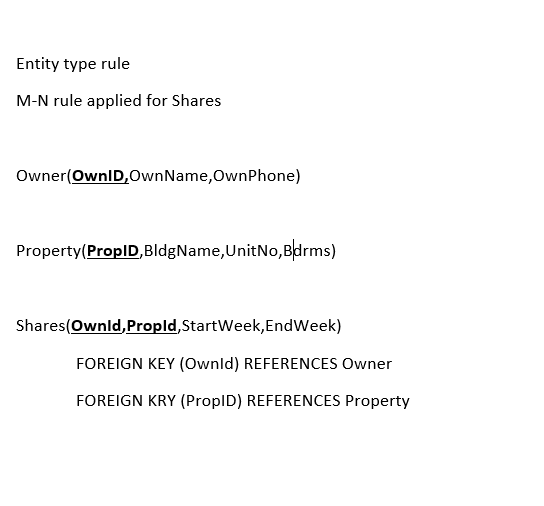 Entity type rule
M-N rule applied for Shares
Owner(OwnID,OwnName,OwnPhone)
Property(PropID,BldgName,UnitNo,Bdrms)
Shares(OwnId,PropId,StartWeek,EndWeek)
FOREIGN KEY (OwnId) REFERENCES Owner
FOREIGN KRY (PropID) REFERENCES Property